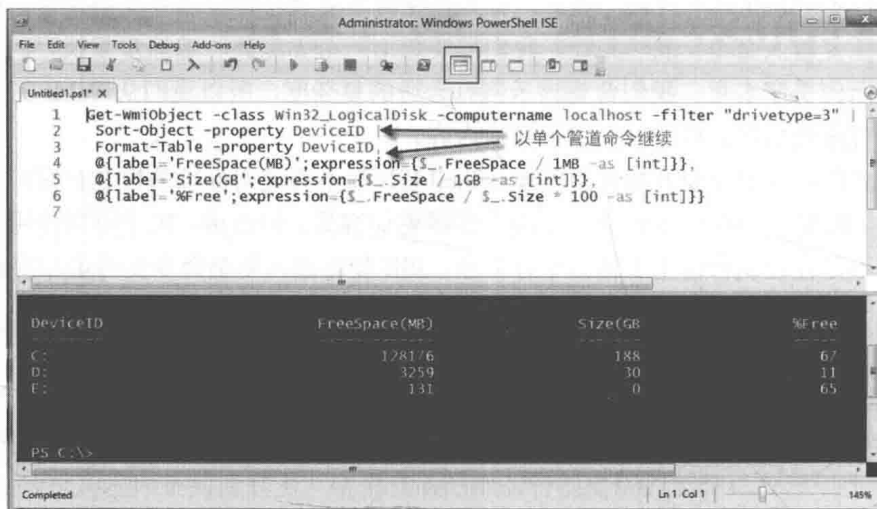 Administrator: Windows PowerShell ISE
File Edit View Tools Debug Add-ons Help
Untitled1.ps1* X
1 Get-WmiObject -class Win32_LogicalDisk -computername localhost -filter "drivetype=3" |
2 Sort-Object -property DeviceID |
以单个管道命令继续
3 Format-Table -property DeviceID,
4 @{label='FreeSpace(MB)';expression={$_.FreeSpace / 1MB -as [int]}},
5 @{label='Size(GB';expression={$_.Size / 1GB -as [int]}},
6 @{label='%Free';expression={$_.FreeSpace / $_.Size * 100 -as [int]}}
7
DeviceID FreeSpace(MB) Size(GB %Free
-------- ------------- ------- -----
C: 128176 188 67
D: 3259 30 11
E: 131 0 65
PS C:\>
Completed
Ln 1 Col 1
145%